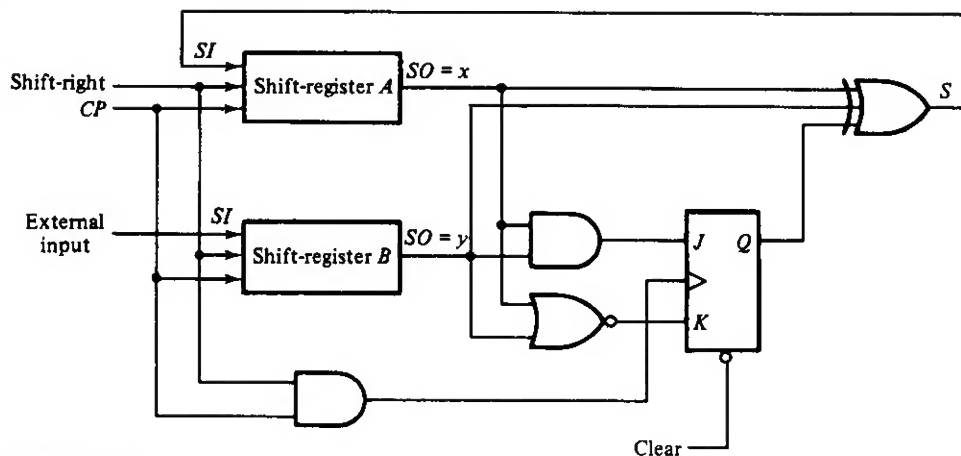 SI
Shift-right
Shift-register A
SO = x
CP
S
External
input
SI
Shift-register B
SO = y
J
Q
K
Clear